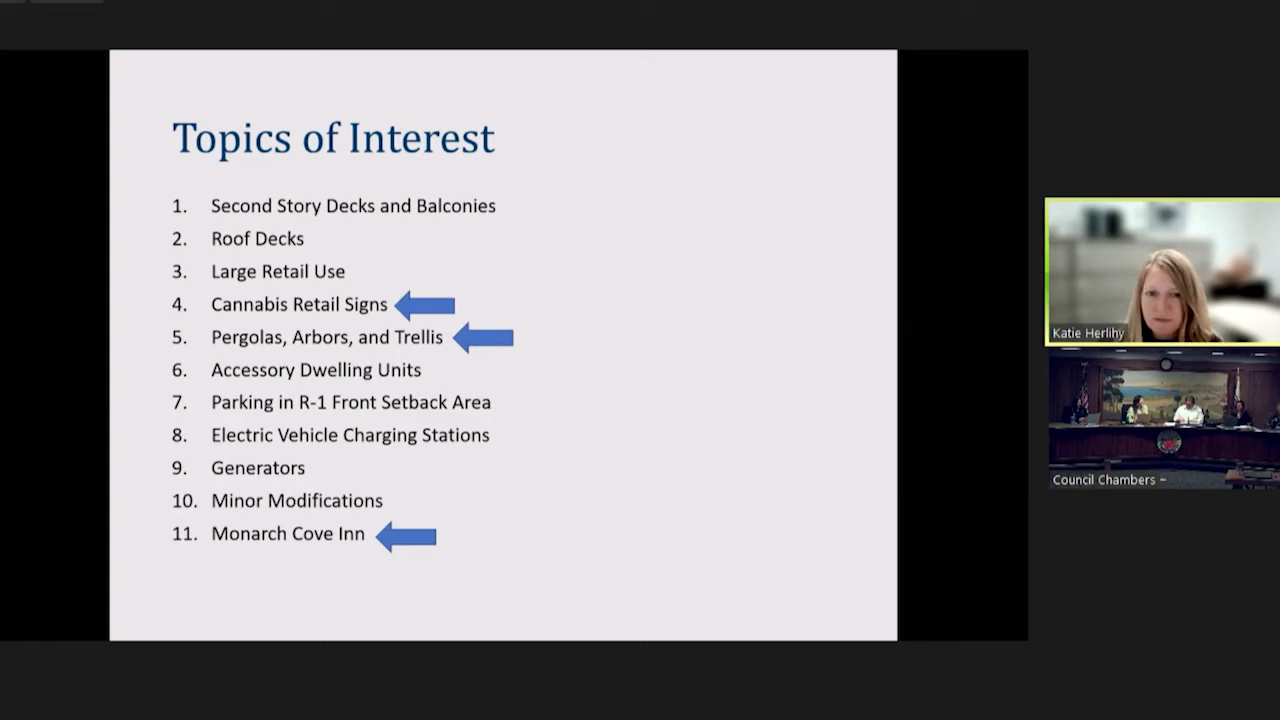 Topics of Interest
1. Second Story Decks and Balconies
2. Roof Decks
3. Large Retail Use
4. Cannabis Retail Signs
5. Pergolas, Arbors, and Trellis
6. Accessory Dwelling Units
7. Parking in R-1 Front Setback Area
8. Electric Vehicle Charging Stations
9. Generators
10. Minor Modifications
11. Monarch Cove Inn
Katie Herlihy
Council Chambers ~